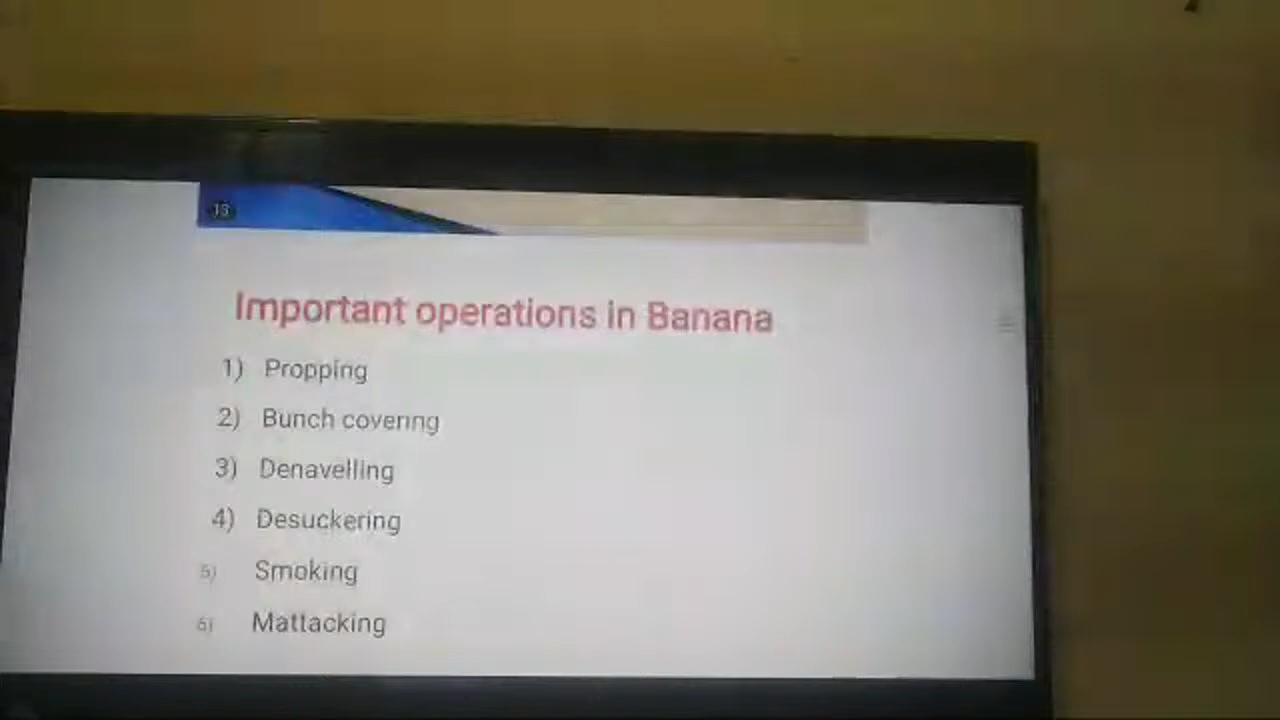 13
Important operations in Banana
1) Propping
2) Bunch covering
3) Denavelling
4) Desuckering
5) Smoking
6) Mattacking